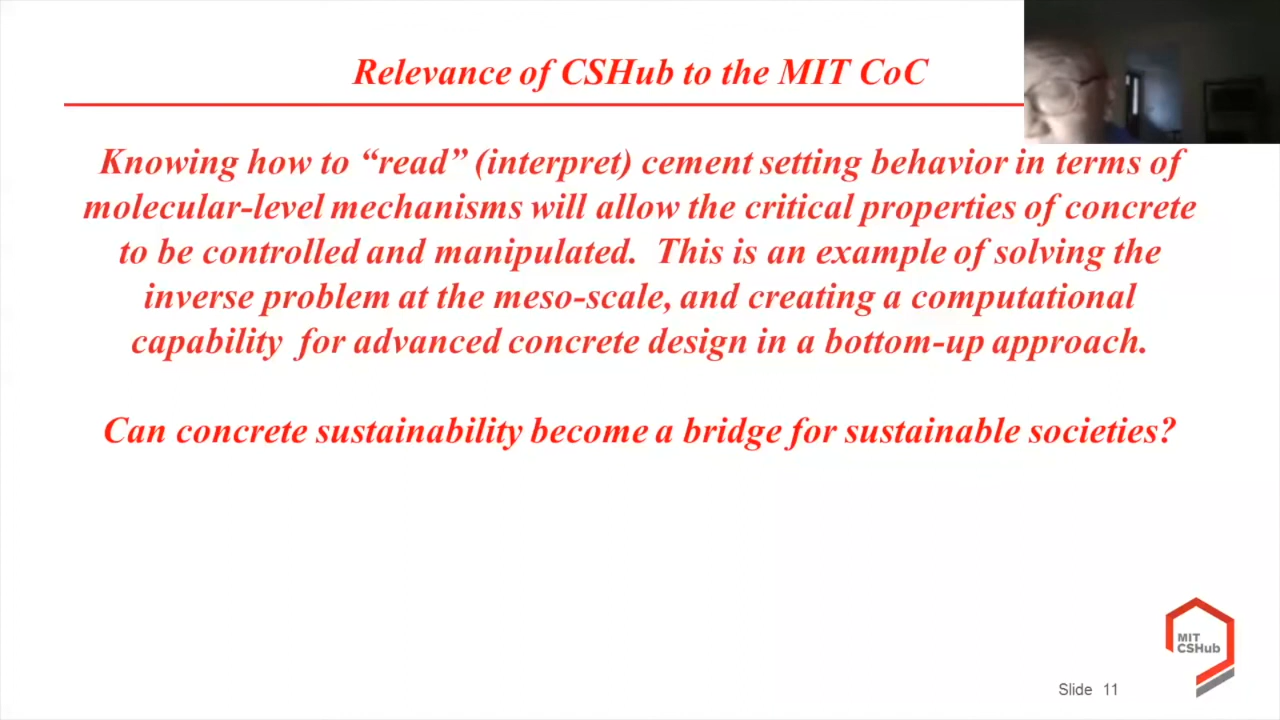 Relevance of CSHub to the MIT CoC
Knowing how to “read” (interpret) cement setting behavior in terms of
molecular-level mechanisms will allow the critical properties of concrete
to be controlled and manipulated.  This is an example of solving the
inverse problem at the meso-scale, and creating a computational
capability  for advanced concrete design in a bottom-up approach.
Can concrete sustainability become a bridge for sustainable societies?
MIT
CSHub
Slide 11